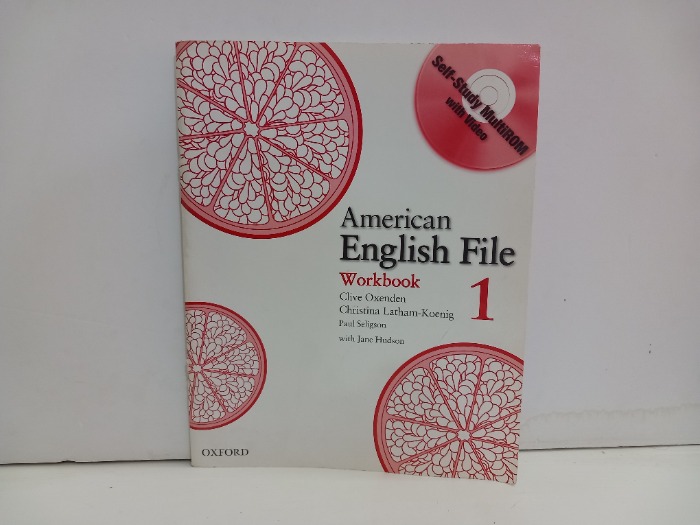 Self-Study MultiROM
with Video
American
English File
Workbook 1
Clive Oxenden
Christina Latham-Koenig
Paul Seligson
with Jane Hudson
OXFORD